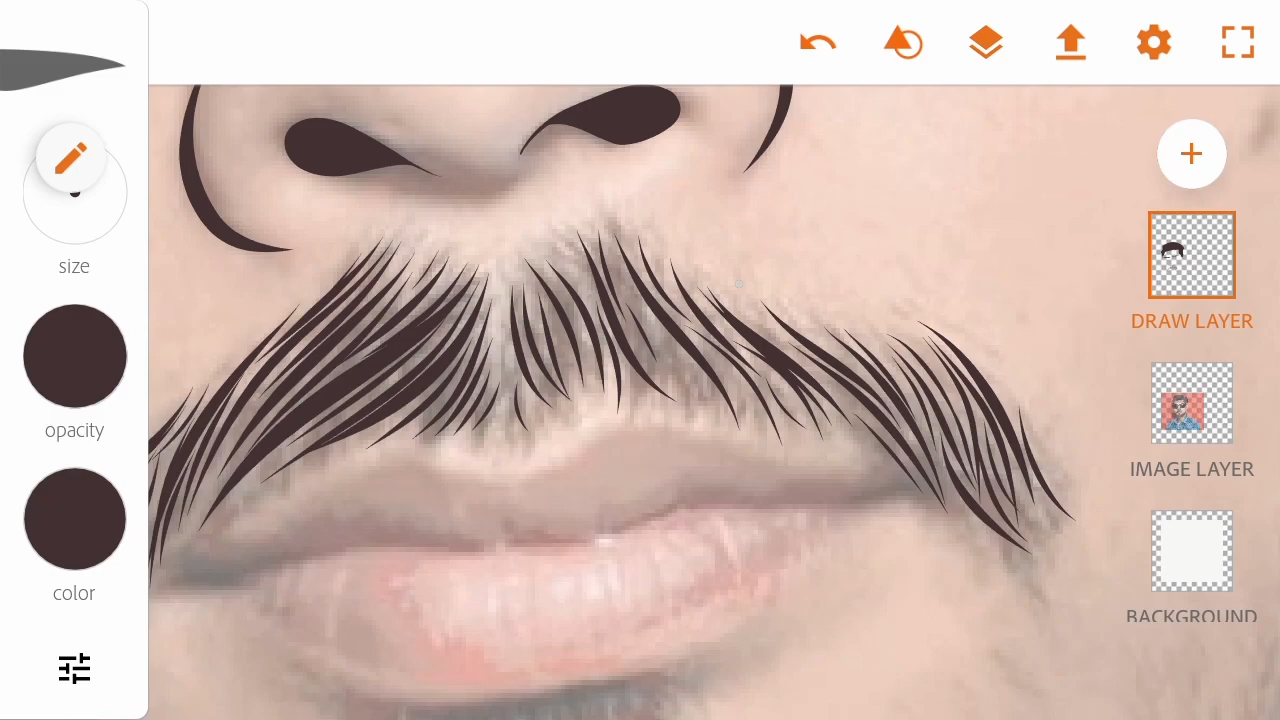 size
opacity
color
DRAW LAYER
IMAGE LAYER
BACKGROUND